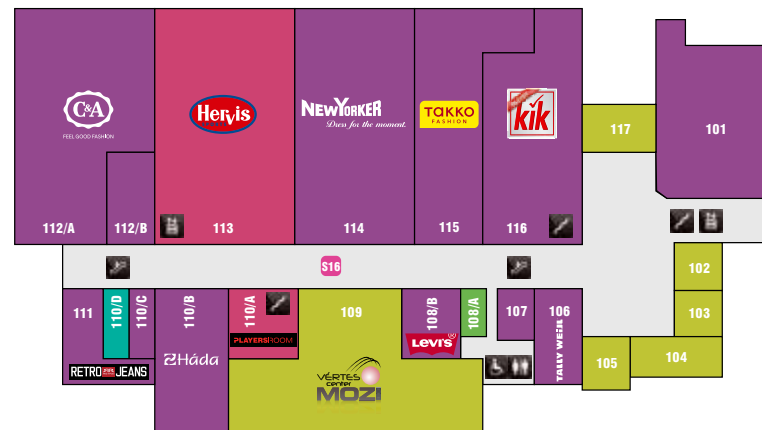 C&A
FEEL GOOD FASHION
112/A
112/B
Hervis
113
NEWYORKER
Dress for the moment.
114
TAKKO
FASHION
115
kik
116
117
101
S16
102
103
104
105
111
RETRO JEANS
110/D
110/C
110/B
Háda
110/A
PLAYERSROOM
109
VÉRTES
center
MOZI
108/B
LEVI'S
108/A
107
106
TALLY WEIJL